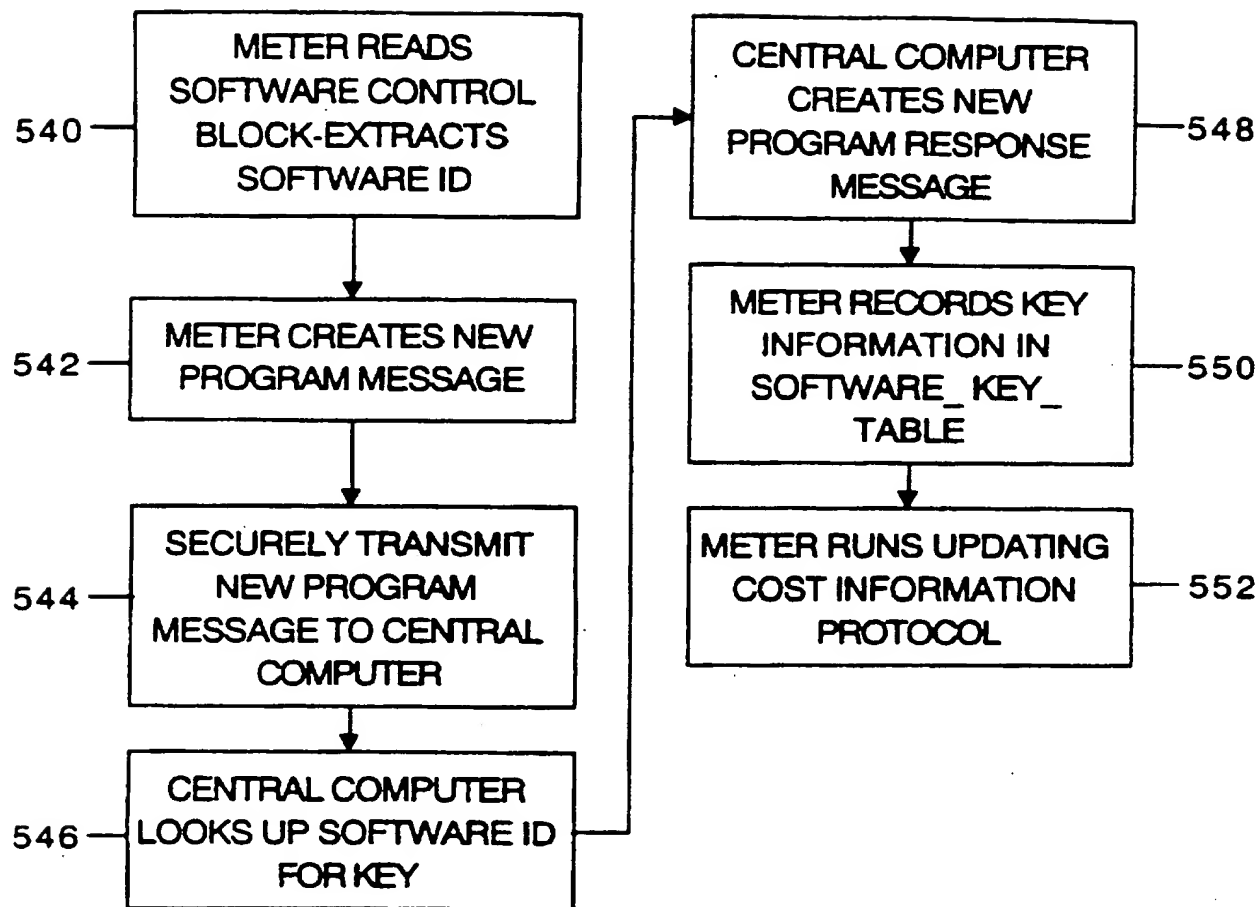 540
METER READS
SOFTWARE CONTROL
BLOCK-EXTRACTS
SOFTWARE ID
542
METER CREATES NEW
PROGRAM MESSAGE
544
SECURELY TRANSMIT
NEW PROGRAM
MESSAGE TO CENTRAL
COMPUTER
546
CENTRAL COMPUTER
LOOKS UP SOFTWARE ID
FOR KEY
CENTRAL COMPUTER
CREATES NEW
PROGRAM RESPONSE
MESSAGE
548
METER RECORDS KEY
INFORMATION IN
SOFTWARE_ KEY_
TABLE
550
METER RUNS UPDATING
COST INFORMATION
PROTOCOL
552